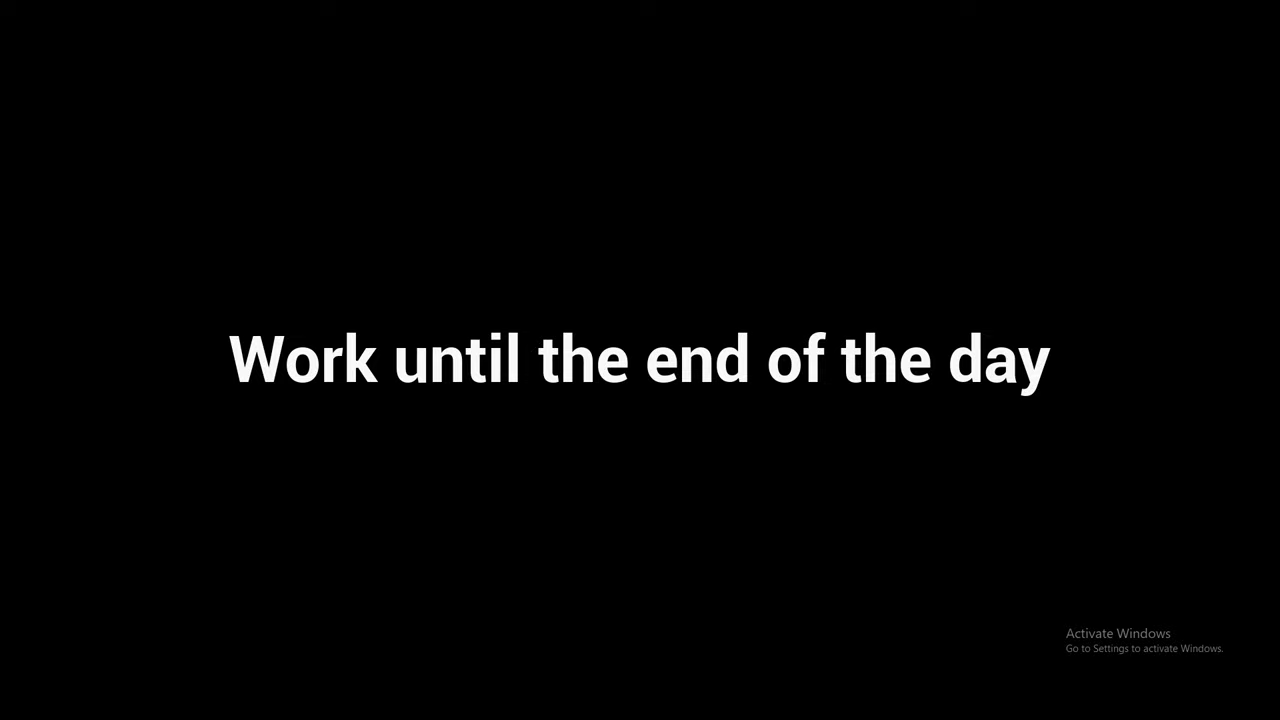 Work until the end of the day
Activate Windows
Go to Settings to activate Windows.